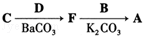 C D/BaCO₃→ F B/K₂CO₃→ A